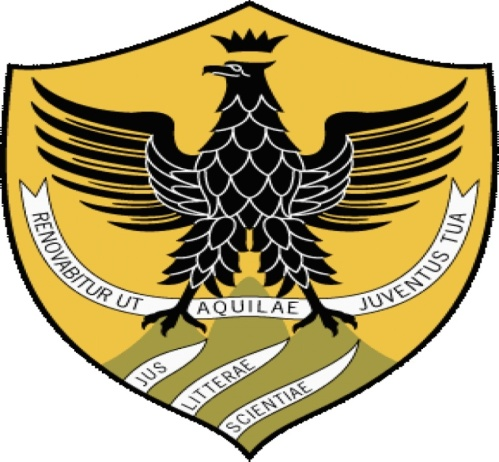 RENOVABITUR UT AQUILAE JUVENTUS TUA
JUS
LITTERAE
SCIENTIAE